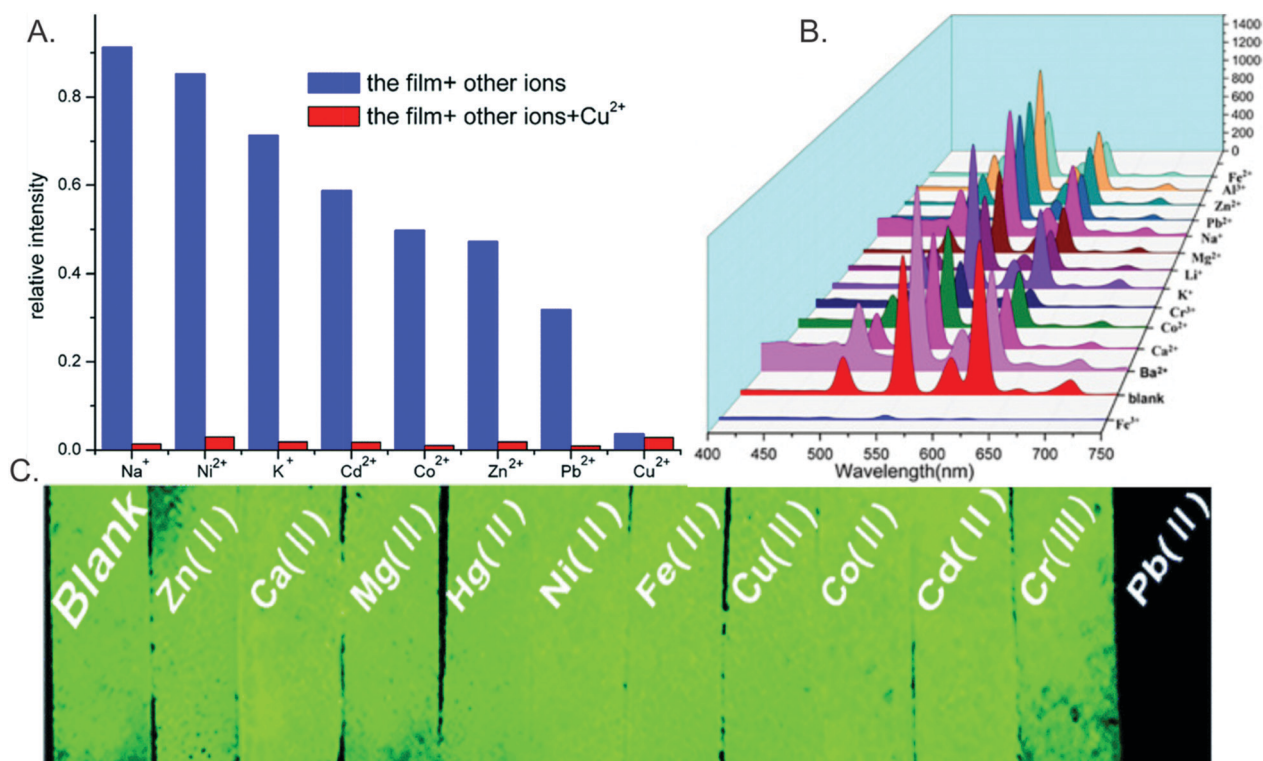 A.
relative intensity
0.8
0.6
0.4
0.2
0.0
the film+ other ions
the film+ other ions+Cu²⁺
Na⁺ Ni²⁺ K⁺ Cd²⁺ Co²⁺ Zn²⁺ Pb²⁺ Cu²⁺
B.
1400
1200
1000
800
600
400
200
0
Fe²⁺
Al³⁺
Zn²⁺
Pb²⁺
Na⁺
Mg²⁺
Li⁺
K⁺
Cr³⁺
Co²⁺
Ca²⁺
Ba²⁺
blank
Fe³⁺
400 450 500 550 600 650 700 750
Wavelength(nm)
C.
Blank Zn(II) Ca(II) Mg(II) Hg(II) Ni(II) Fe(II) Cu(II) Co(II) Cd(II) Cr(III) Pb(II)